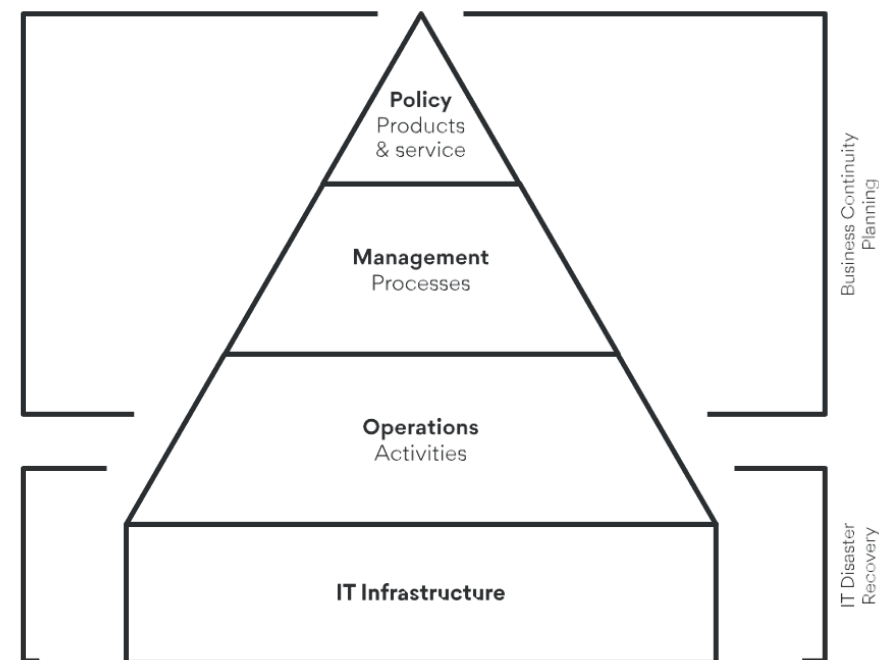 Policy
Products
& service
Management
Processes
Operations
Activities
IT Infrastructure
Business Continuity
Planning
IT Disaster
Recovery